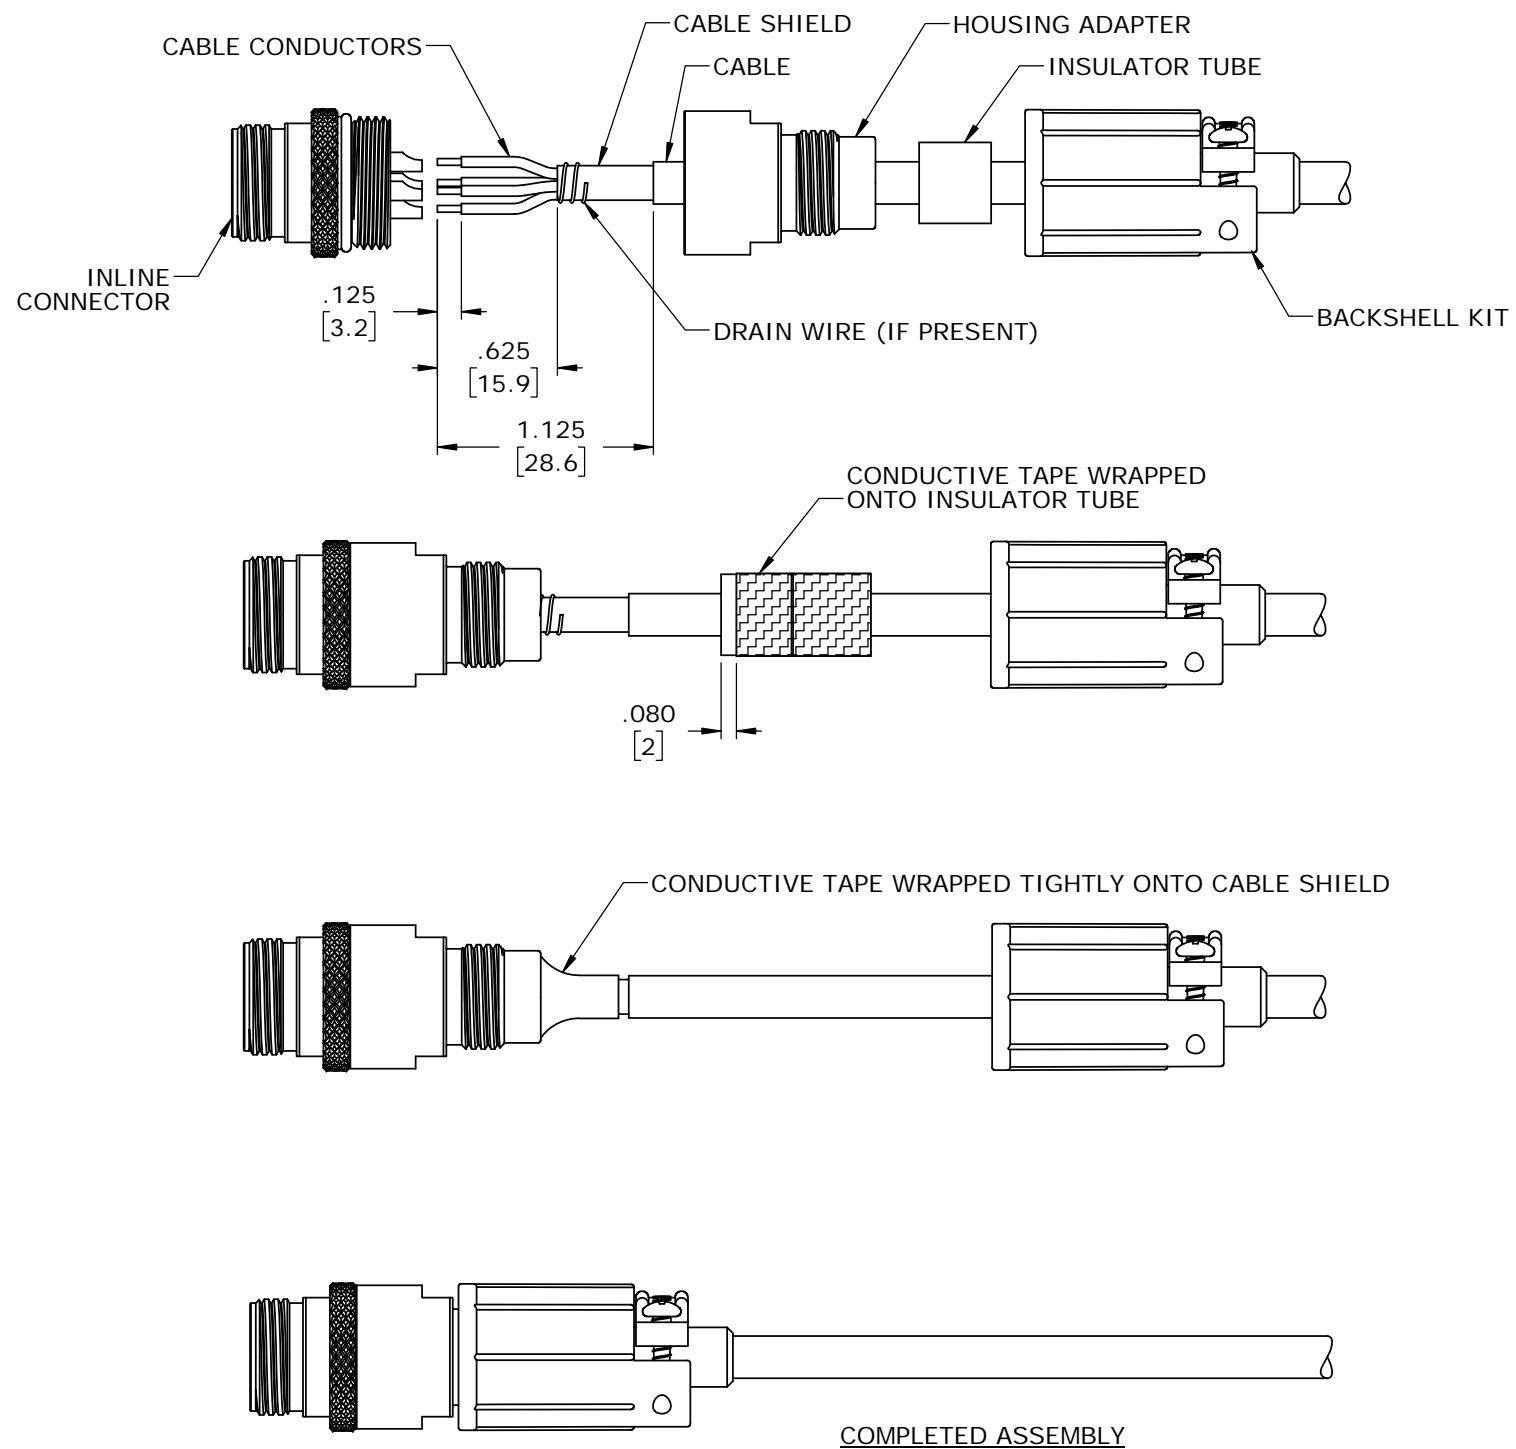 CABLE SHIELD
HOUSING ADAPTER
CABLE CONDUCTORS
CABLE
INSULATOR TUBE
INLINE
CONNECTOR
.125
[3.2]
DRAIN WIRE (IF PRESENT)
BACKSHELL KIT
.625
[15.9]
1.125
[28.6]
CONDUCTIVE TAPE WRAPPED
ONTO INSULATOR TUBE
.080
[2]
CONDUCTIVE TAPE WRAPPED TIGHTLY ONTO CABLE SHIELD
COMPLETED ASSEMBLY